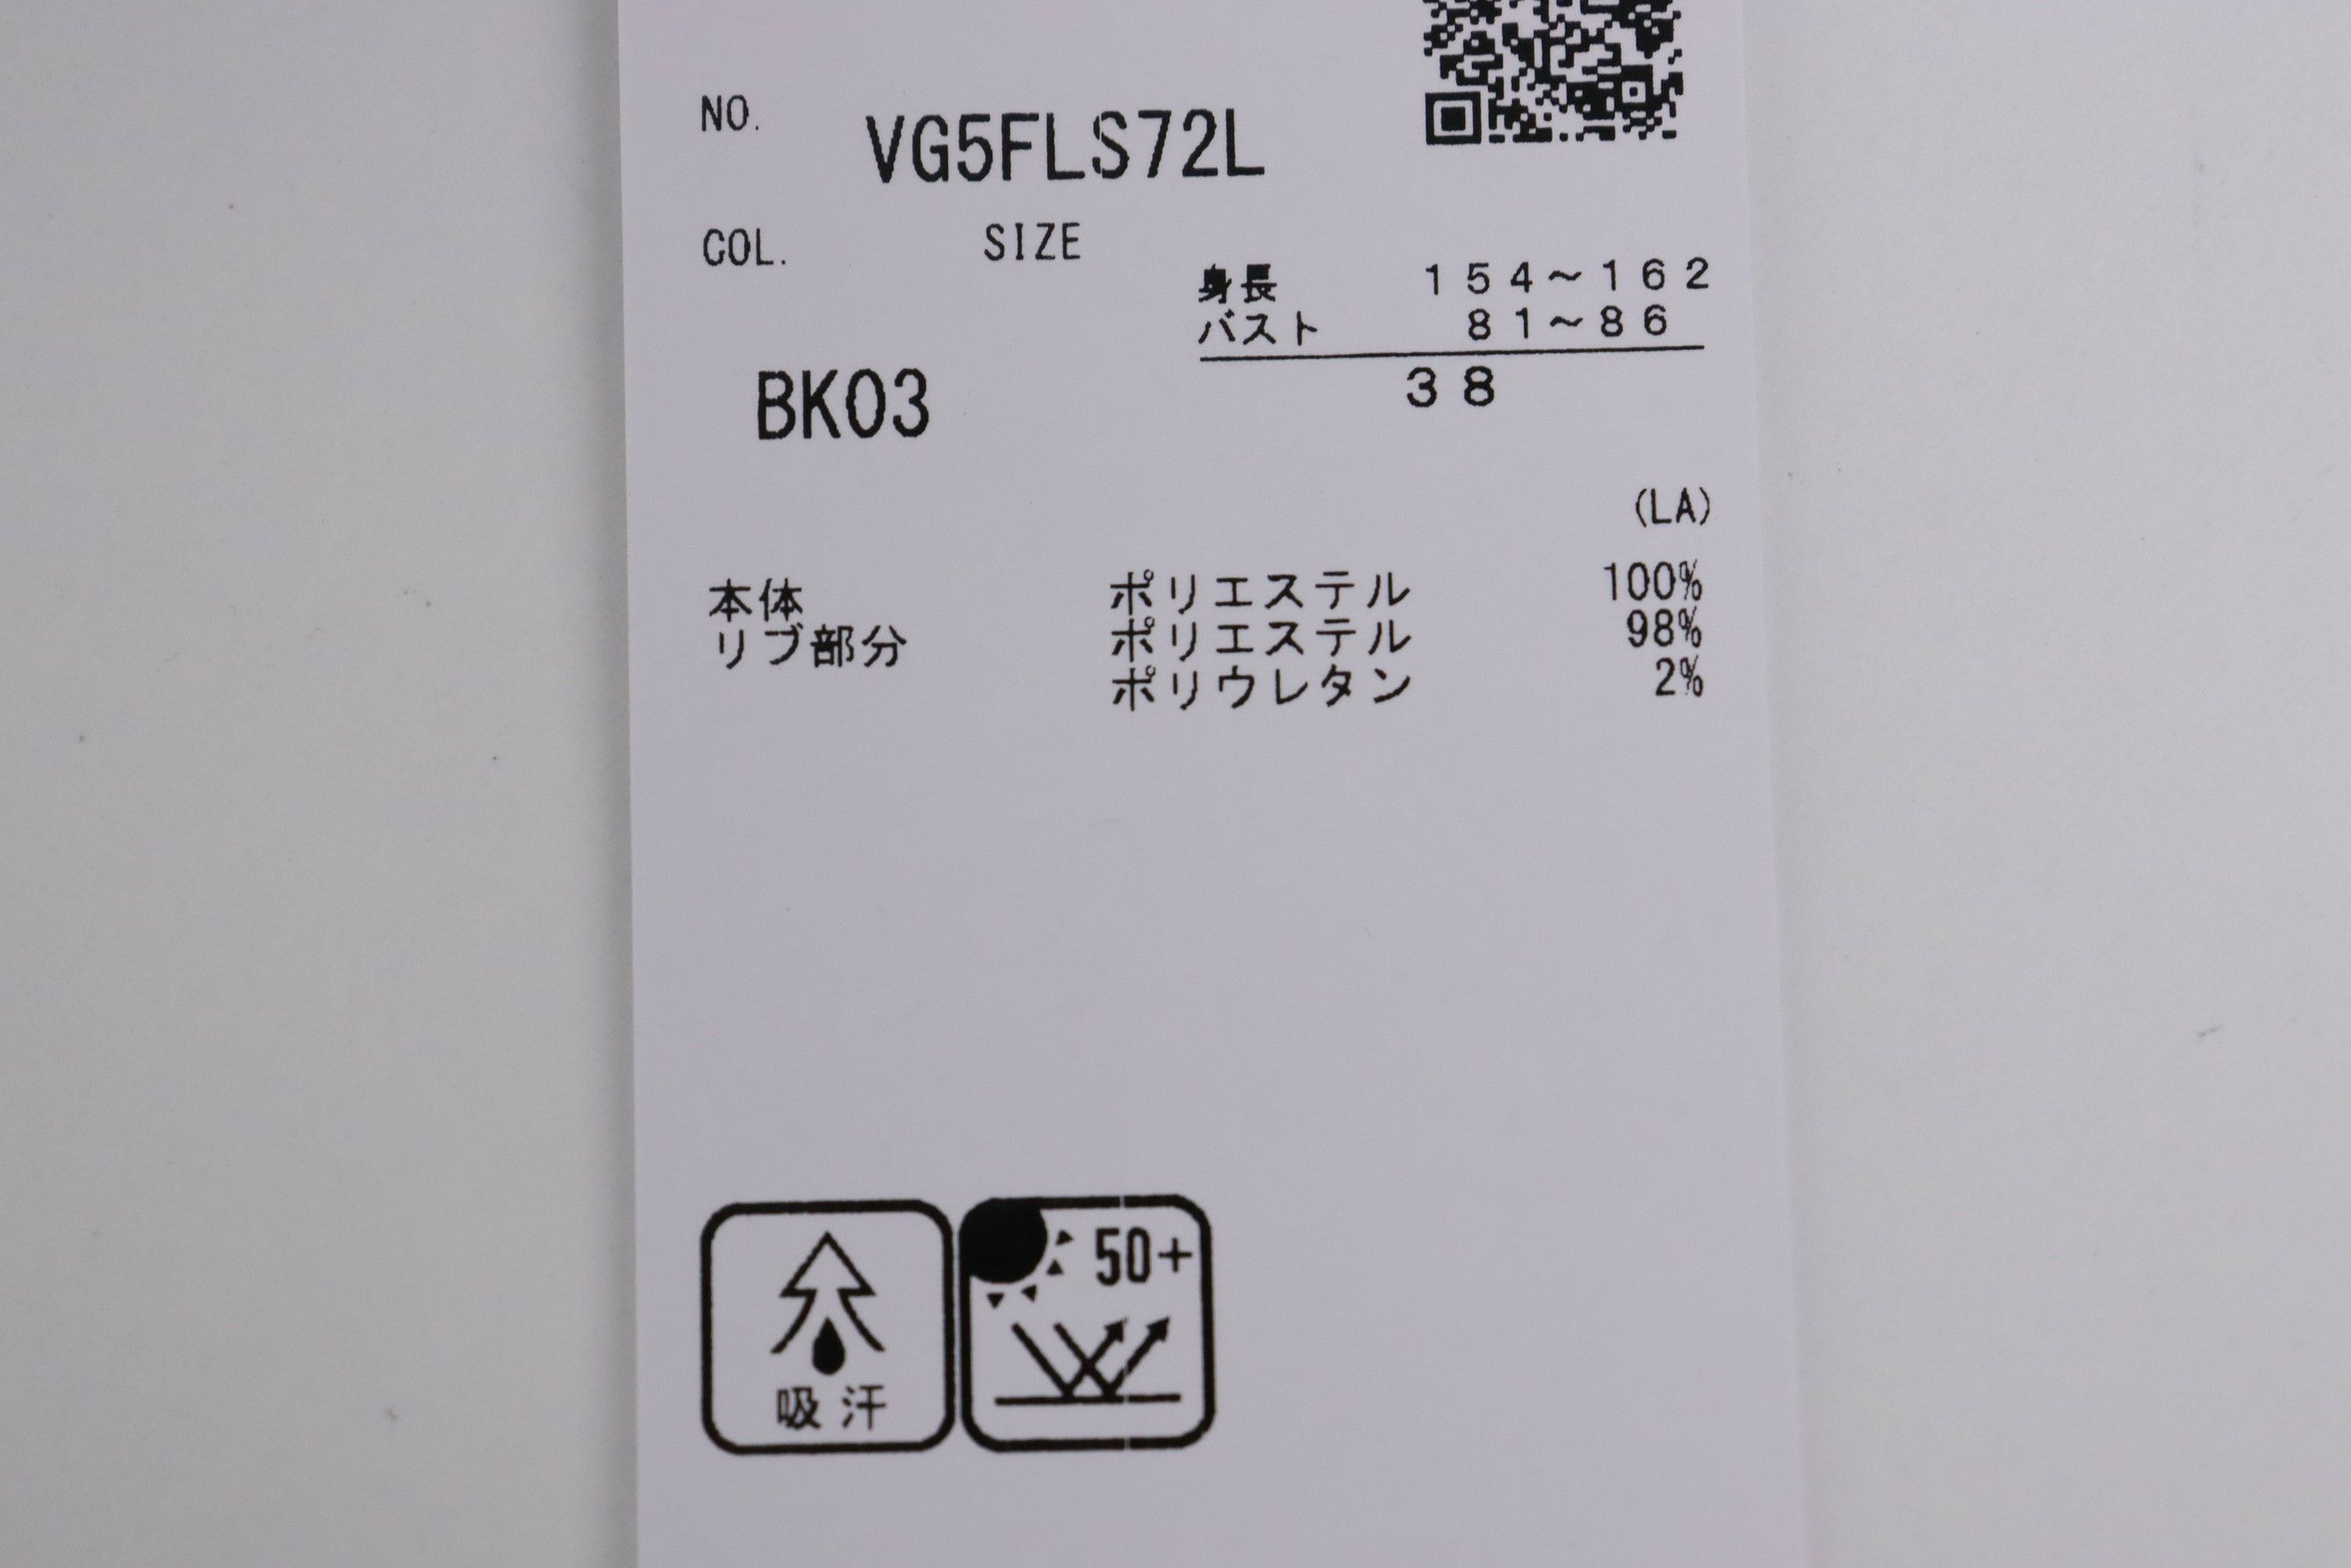 NO.
VG5FLS72L
COL. SIZE
身長 154～162
バスト 81～86
BK03
38
(LA)
本体 ポリエステル 100%
リブ部分 ポリエステル 98%
ポリウレタン 2%
50+
吸汗